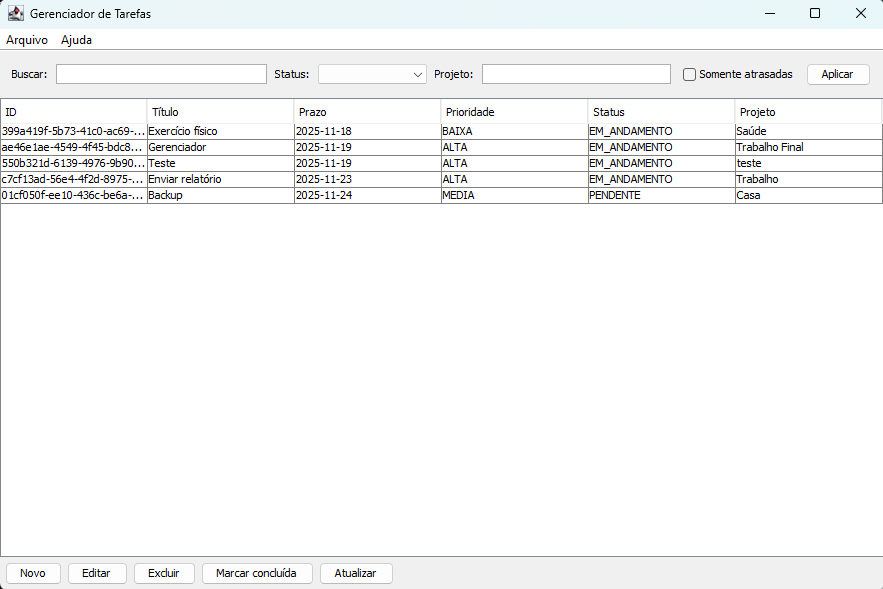 Gerenciador de Tarefas
Arquivo Ajuda
Buscar: Status: Projeto: Somente atrasadas Aplicar
ID Título Prazo Prioridade Status Projeto
399a419f-5b73-41c0-ac69-... Exercício físico 2025-11-18 BAIXA EM_ANDAMENTO Saúde
ae46e1ae-4549-4f45-bdc8... Gerenciador 2025-11-19 ALTA EM_ANDAMENTO Trabalho Final
550b321d-6139-4976-9b90... Teste 2025-11-19 ALTA EM_ANDAMENTO teste
c7cf13ad-56e4-4f2d-8975-... Enviar relatório 2025-11-23 ALTA EM_ANDAMENTO Trabalho
01cf050f-ee10-436c-be6a-... Backup 2025-11-24 MEDIA PENDENTE Casa
Novo Editar Excluir Marcar concluída Atualizar